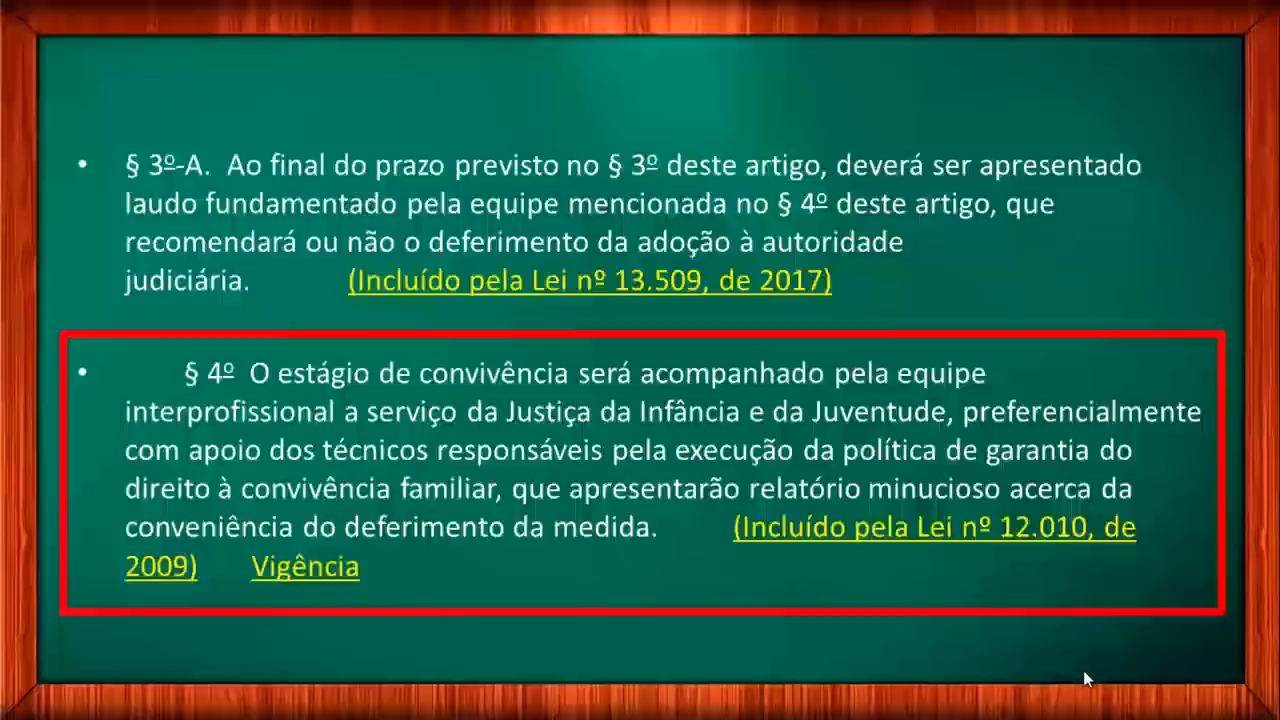 • § 3º-A. Ao final do prazo previsto no § 3º deste artigo, deverá ser apresentado
laudo fundamentado pela equipe mencionada no § 4º deste artigo, que
recomendará ou não o deferimento da adoção à autoridade
judiciária. (Incluído pela Lei nº 13.509, de 2017)
• § 4º O estágio de convivência será acompanhado pela equipe
interprofissional a serviço da Justiça da Infância e da Juventude, preferencialmente
com apoio dos técnicos responsáveis pela execução da política de garantia do
direito à convivência familiar, que apresentarão relatório minucioso acerca da
conveniência do deferimento da medida. (Incluído pela Lei nº 12.010, de
2009) Vigência